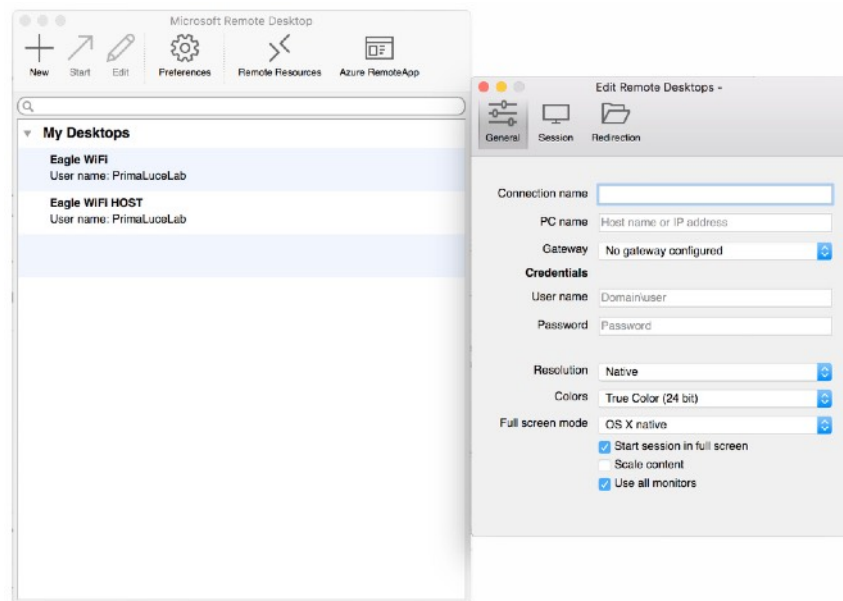 Microsoft Remote Desktop
New Start Edit Preferences Remote Resources Azure RemoteApp
My Desktops
Eagle WiFi
User name: PrimaLuceLab
Eagle WiFi HOST
User name: PrimaLuceLab
Edit Remote Desktops -
General Session Redirection
Connection name
PC name Host name or IP address
Gateway No gateway configured
Credentials
User name Domain\user
Password Password
Resolution Native
Colors True Color (24 bit)
Full screen mode OS X native
Start session in full screen
Scale content
Use all monitors